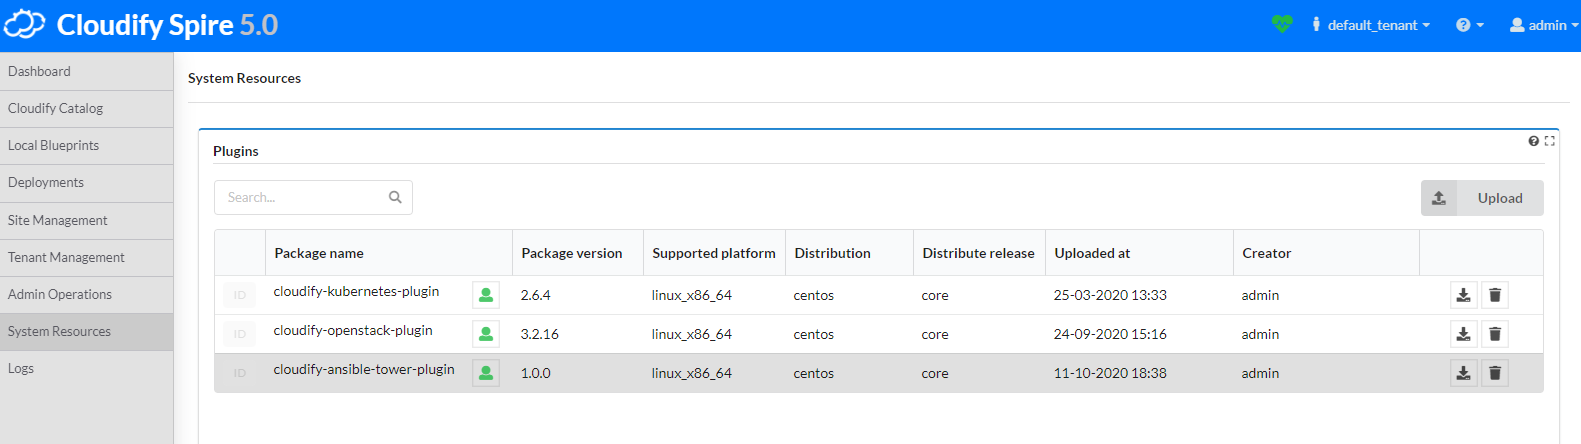 Cloudify Spire 5.0
default_tenant
admin
Dashboard
Cloudify Catalog
Local Blueprints
Deployments
Site Management
Tenant Management
Admin Operations
System Resources
Logs
System Resources
Plugins
Search...
Upload
Package name Package version Supported platform Distribution Distribute release Uploaded at Creator
ID cloudify-kubernetes-plugin 2.6.4 linux_x86_64 centos core 25-03-2020 13:33 admin
ID cloudify-openstack-plugin 3.2.16 linux_x86_64 centos core 24-09-2020 15:16 admin
ID cloudify-ansible-tower-plugin 1.0.0 linux_x86_64 centos core 11-10-2020 18:38 admin